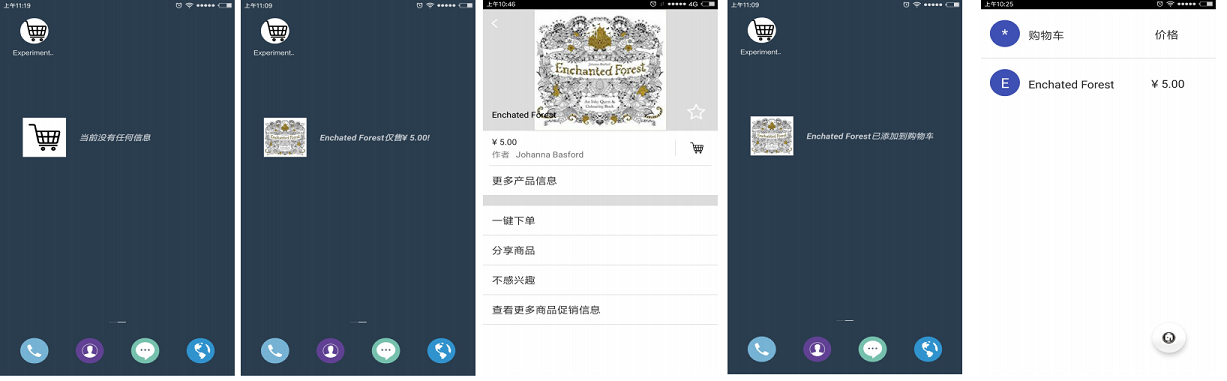 上午11:19
Experiment..
当前没有任何信息
上午11:09
Experiment..
Enchated Forest仅售¥ 5.00!
上午10:46
4G
Johanna Basford
Enchanted Forest
An Inky Quest &
Colouring Book
Enchated Forest
¥ 5.00
作者 Johanna Basford
更多产品信息
一键下单
分享商品
不感兴趣
查看更多商品促销信息
上午11:09
Experiment..
Enchated Forest已添加到购物车
上午10:25
* 购物车 价格
E Enchated Forest ¥ 5.00